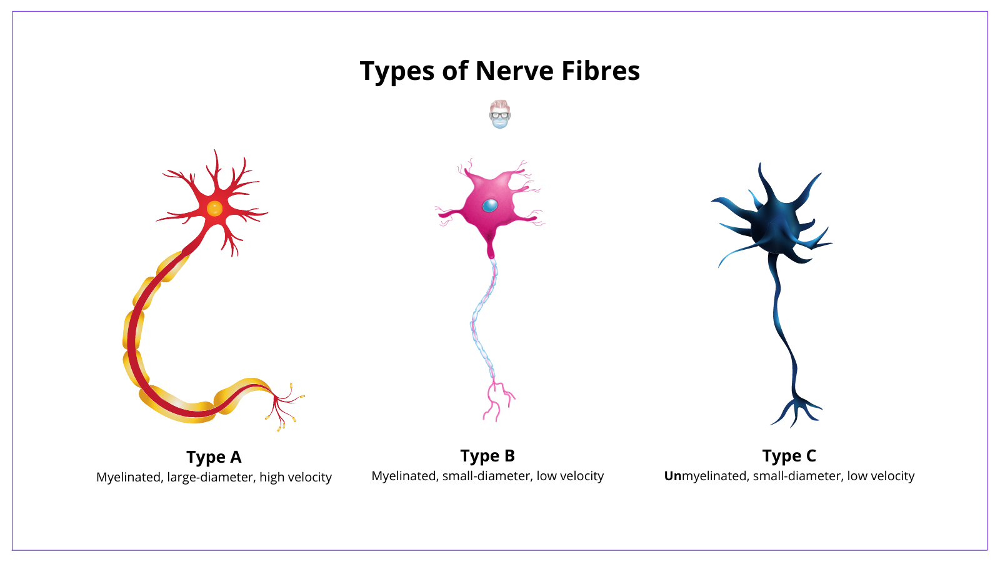 Types of Nerve Fibres
Type A
Myelinated, large-diameter, high velocity
Type B
Myelinated, small-diameter, low velocity
Type C
Unmyelinated, small-diameter, low velocity